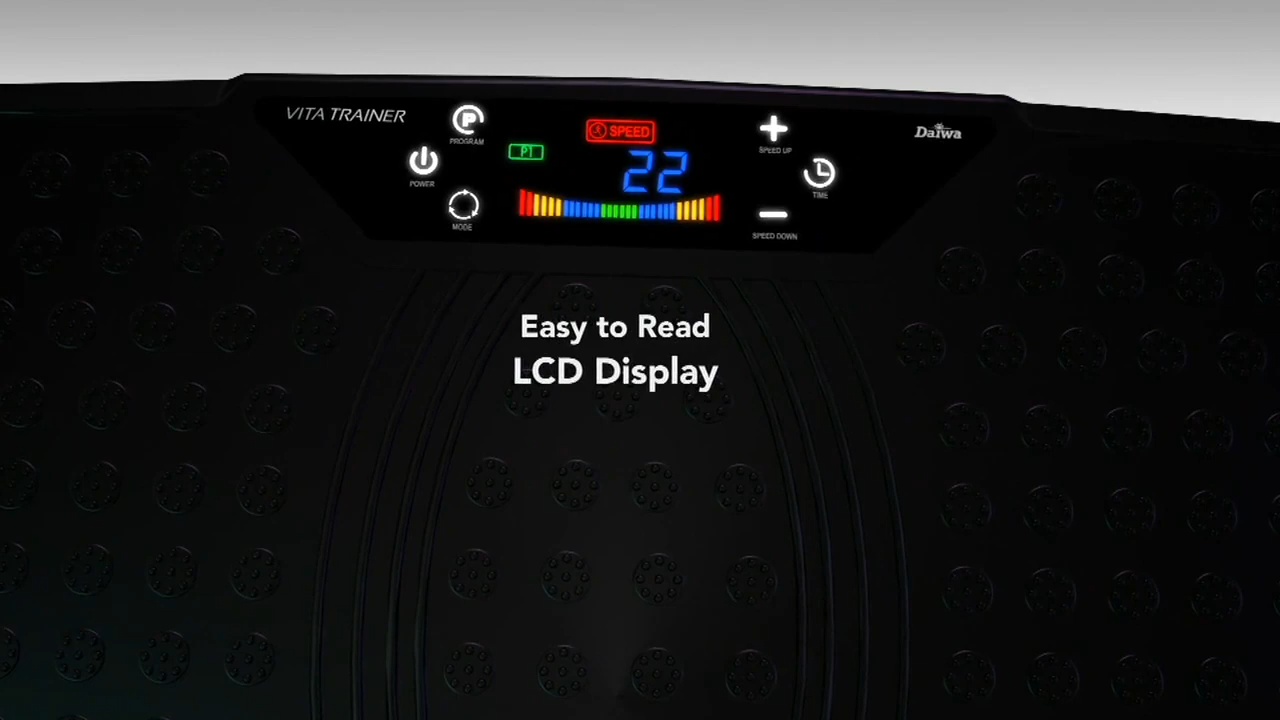 VITA TRAINER
PROGRAM
POWER
MODE
P1
SPEED
22
SPEED UP
TIME
SPEED DOWN
Daiwa
Easy to Read
LCD Display